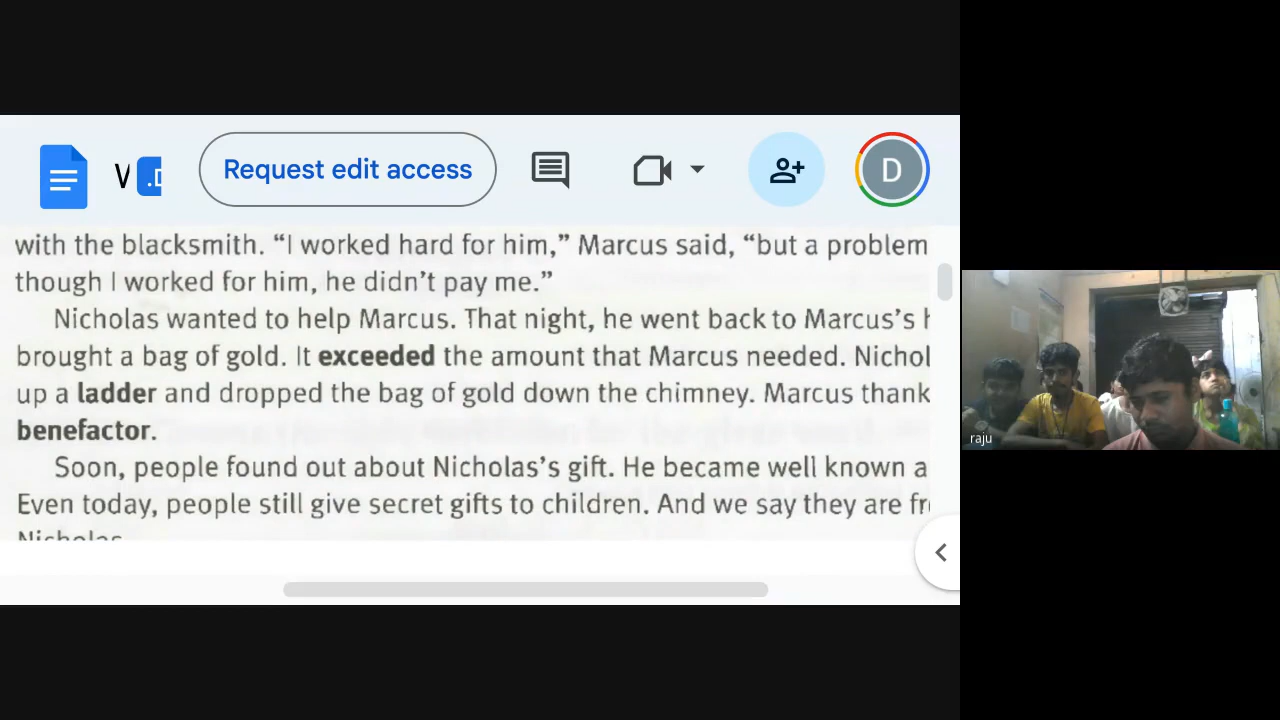 Request edit access
D
with the blacksmith. “I worked hard for him,” Marcus said, “but a problem
though I worked for him, he didn’t pay me.”
Nicholas wanted to help Marcus. That night, he went back to Marcus’s
brought a bag of gold. It exceeded the amount that Marcus needed.
up a ladder and dropped the bag of gold down the chimney. Marcus
benefactor.
Soon, people found out about Nicholas’s gift. He became well known
Even today, people still give secret gifts to children. And we say they are
Nicholas
raju